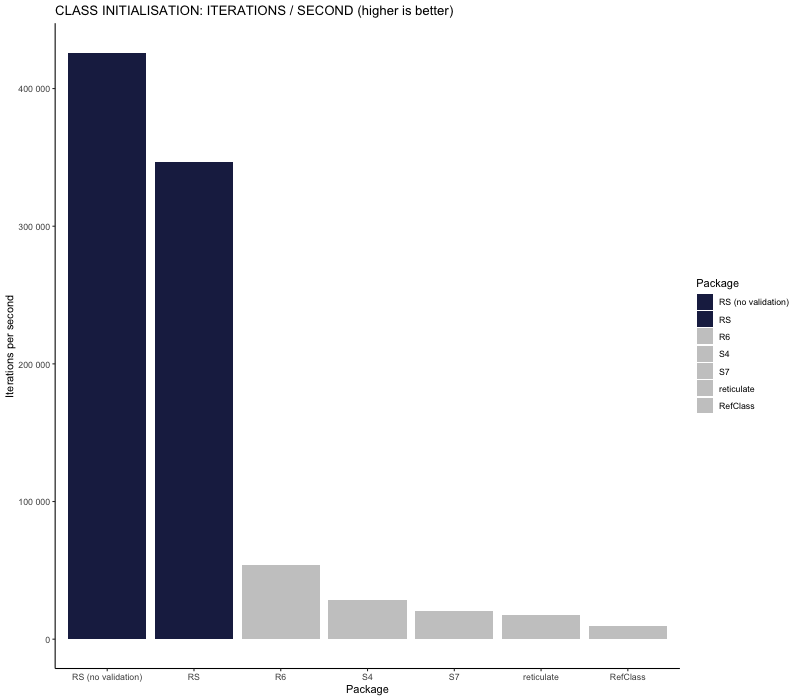 CLASS INITIALISATION: ITERATIONS / SECOND (higher is better)
Iterations per second
400 000
300 000
200 000
100 000
0
RS (no validation) RS R6 S4 S7 reticulate RefClass
Package
Package
RS (no validation)
RS
R6
S4
S7
reticulate
RefClass